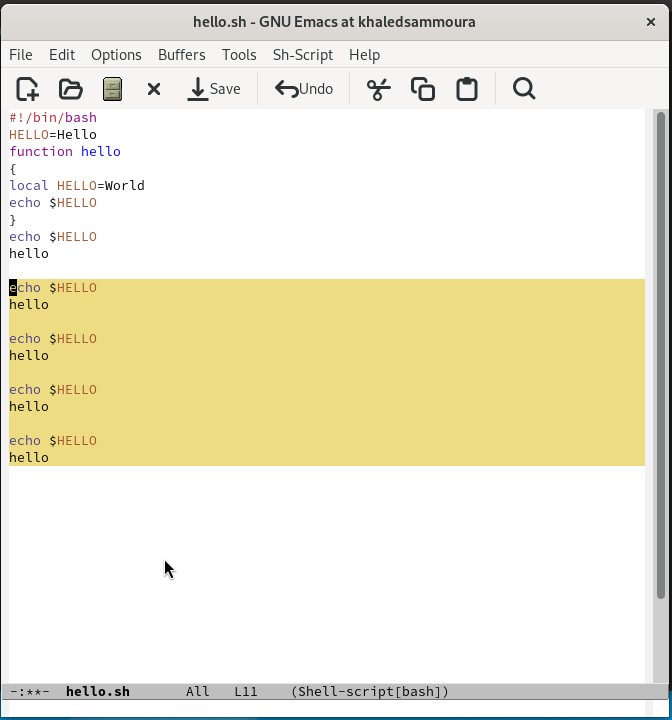 hello.sh - GNU Emacs at khaledsammoura
File Edit Options Buffers Tools Sh-Script Help
Save Undo
#!/bin/bash
HELLO=Hello
function hello
{
local HELLO=World
echo $HELLO
}
echo $HELLO
hello
echo $HELLO
hello
echo $HELLO
hello
echo $HELLO
hello
echo $HELLO
hello
-:**- hello.sh All L11 (Shell-script[bash])